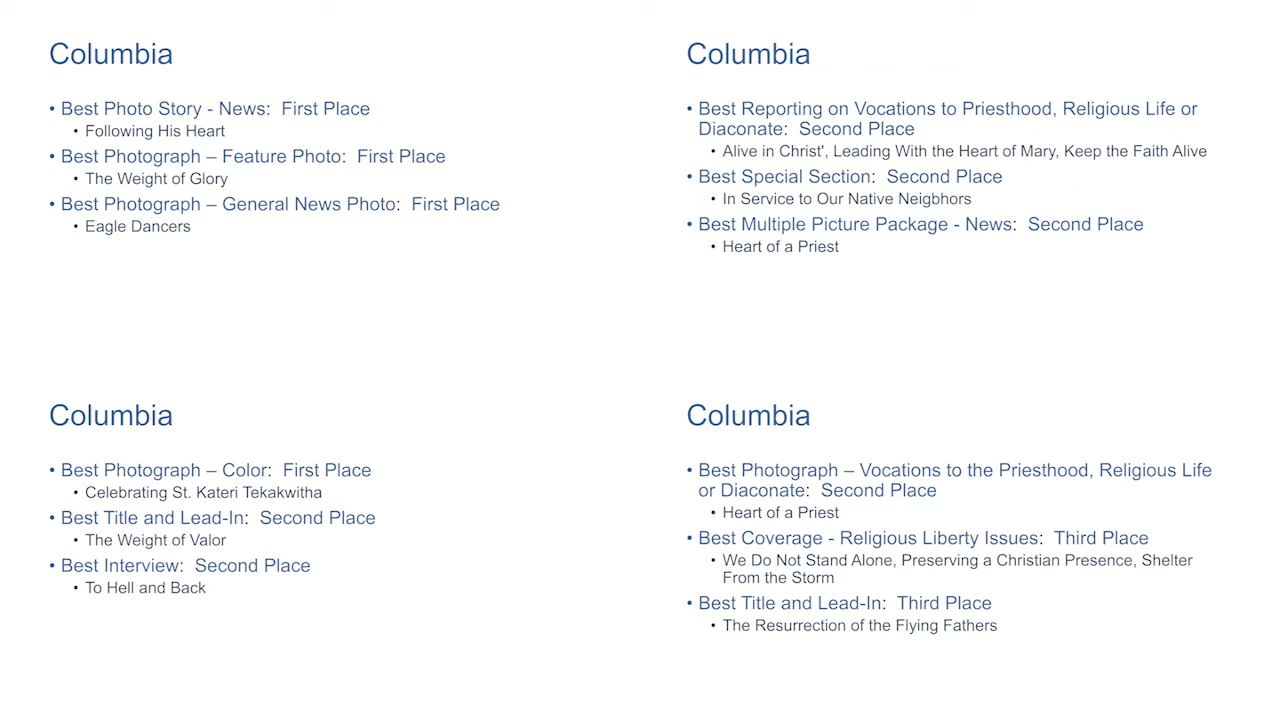 Columbia
• Best Photo Story - News:  First Place
• Following His Heart
• Best Photograph – Feature Photo:  First Place
• The Weight of Glory
• Best Photograph – General News Photo:  First Place
• Eagle Dancers
Columbia
• Best Reporting on Vocations to Priesthood, Religious Life or
Diaconate:  Second Place
• Alive in Christ', Leading With the Heart of Mary, Keep the Faith Alive
• Best Special Section:  Second Place
• In Service to Our Native Neigbhors
• Best Multiple Picture Package - News:  Second Place
• Heart of a Priest
Columbia
• Best Photograph – Color:  First Place
• Celebrating St. Kateri Tekakwitha
• Best Title and Lead-In:  Second Place
• The Weight of Valor
• Best Interview:  Second Place
• To Hell and Back
Columbia
• Best Photograph – Vocations to the Priesthood, Religious Life
or Diaconate:  Second Place
• Heart of a Priest
• Best Coverage - Religious Liberty Issues:  Third Place
• We Do Not Stand Alone, Preserving a Christian Presence, Shelter
From the Storm
• Best Title and Lead-In:  Third Place
• The Resurrection of the Flying Fathers